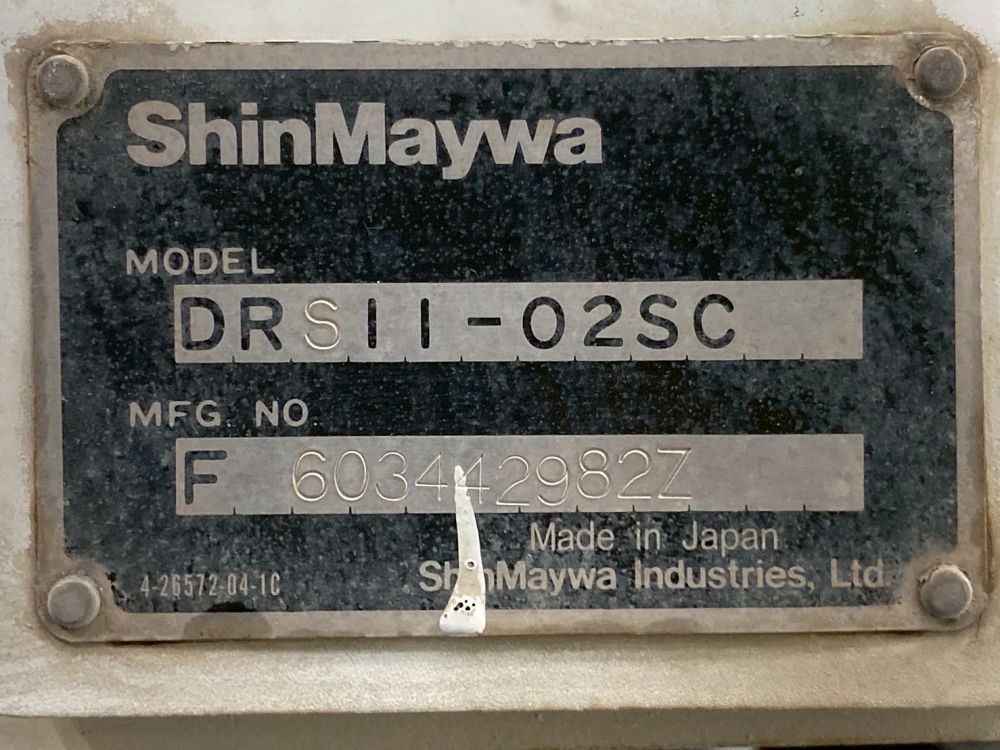 ShinMaywa
MODEL
DRS11-02SC
MFG NO
F 603442982Z
Made in Japan
ShinMaywa Industries, Ltd.
4-26572-04-1C